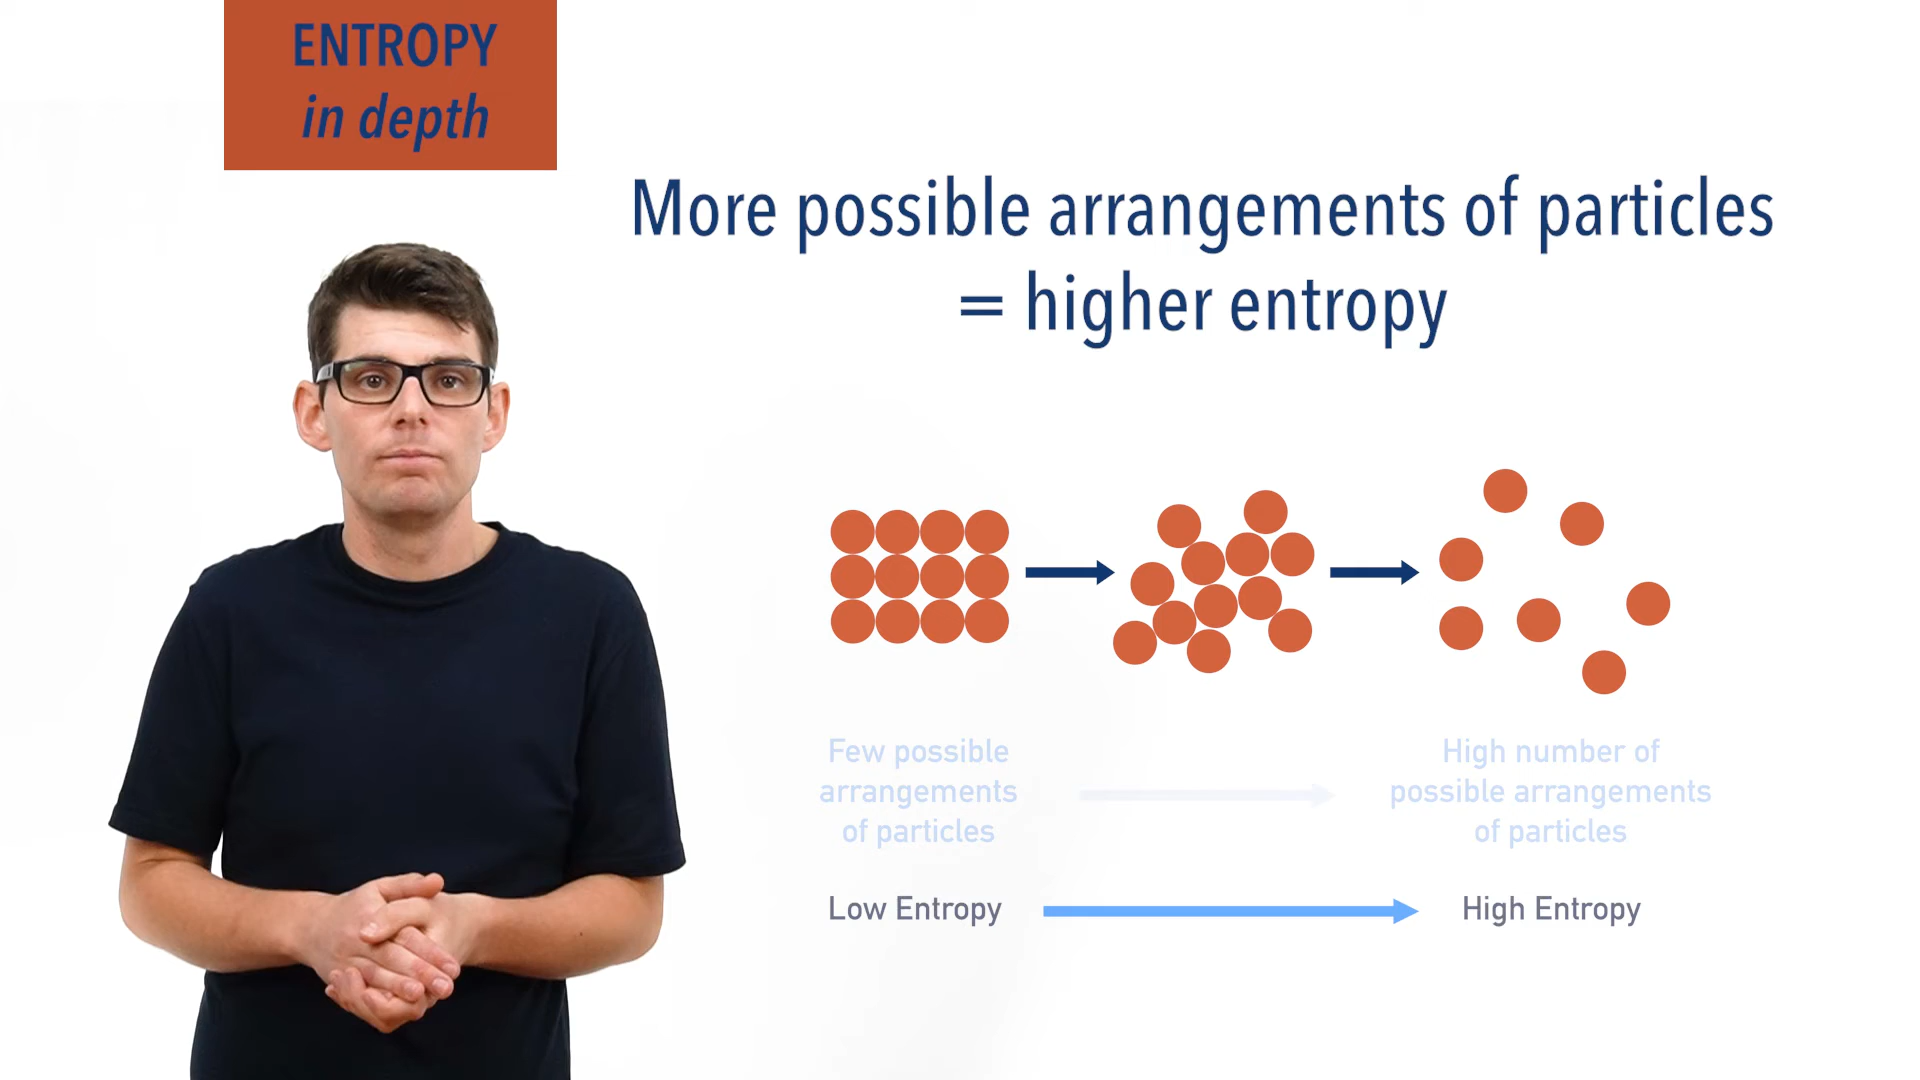 ENTROPY
in depth
More possible arrangements of particles
= higher entropy
Few possible
arrangements
of particles
High number of
possible arrangements
of particles
Low Entropy
High Entropy